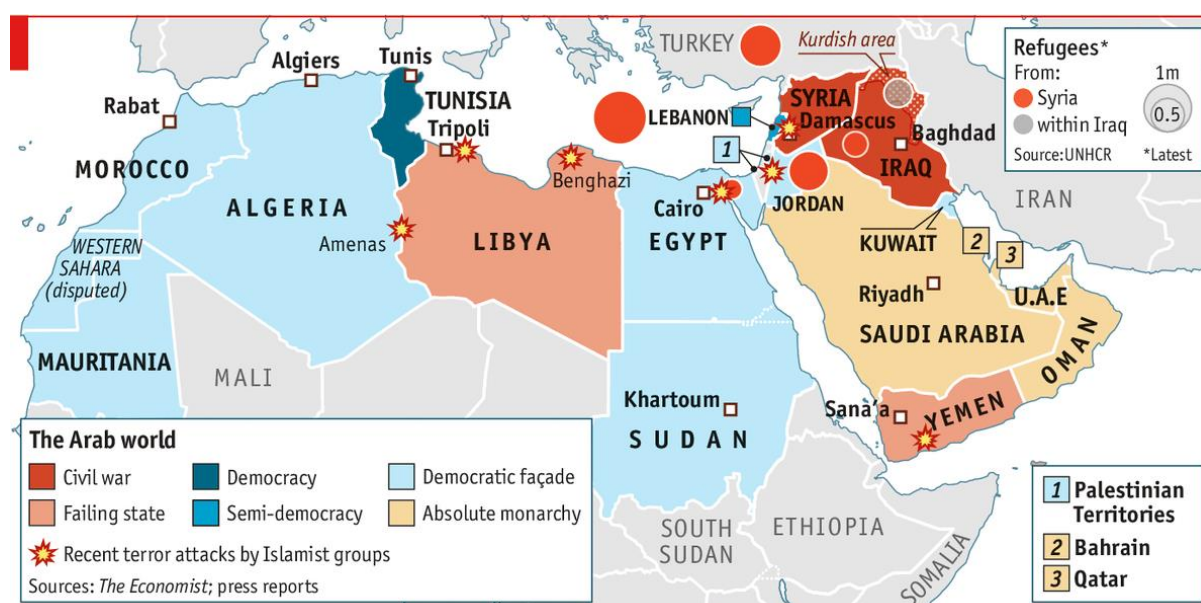 TURKEY
Kurdish area
Refugees*
From:
1m
Syria
0.5
within Iraq
Source:UNHCR
*Latest
Algiers
Tunis
Rabat
TUNISIA
Tripoli
LEBANON
SYRIA
Damascus
Baghdad
1
IRAQ
MOROCCO
Benghazi
IRAN
ALGERIA
Amenas
LIBYA
Cairo
EGYPT
JORDAN
KUWAIT
2
3
WESTERN
SAHARA
(disputed)
Riyadh
U.A.E
SAUDI ARABIA
OMAN
MAURITANIA
MALI
Khartoum
SUDAN
Sana'a
YEMEN
SOUTH
SUDAN
ETHIOPIA
SOMALIA
The Arab world
Civil war
Democracy
Democratic façade
Failing state
Semi-democracy
Absolute monarchy
Recent terror attacks by Islamist groups
Sources: The Economist; press reports
1 Palestinian
Territories
2 Bahrain
3 Qatar